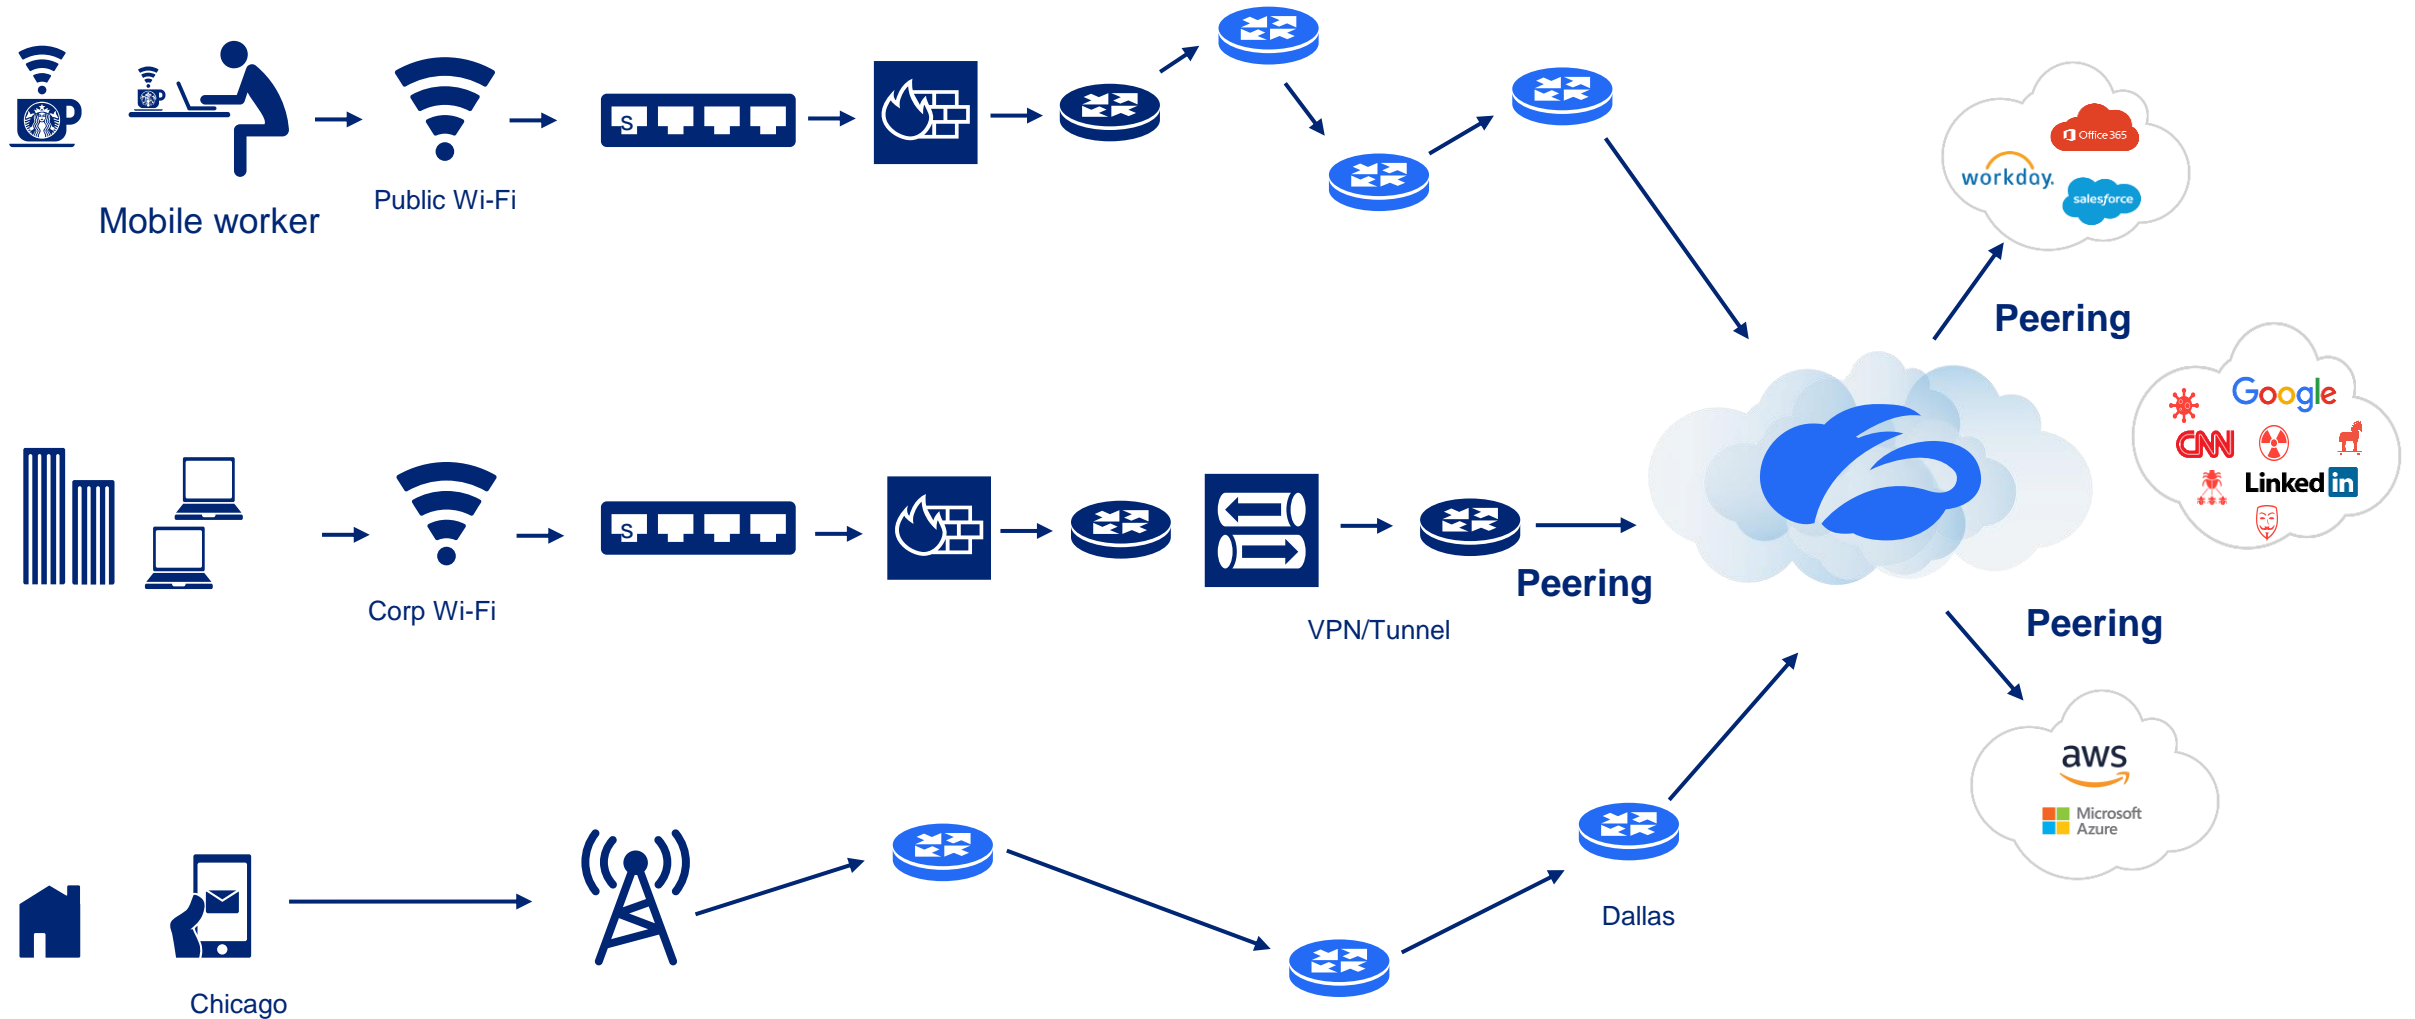 S
Public Wi-Fi
Mobile worker
Office 365
workday.
salesforce
Peering
Google
CNN
Linked in
S
Corp Wi-Fi
VPN/Tunnel
Peering
Peering
aws
Microsoft
Azure
Dallas
Chicago